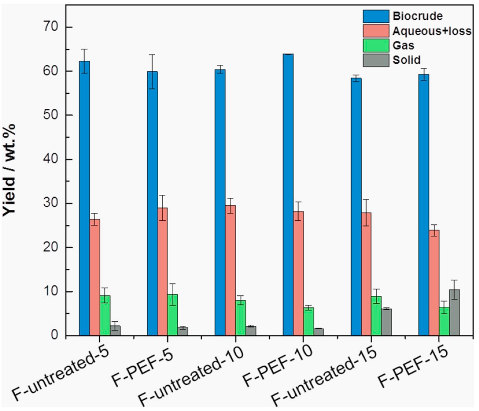 Biocrude
Aqueous+loss
Gas
Solid
Yield / wt.%
70
60
50
40
30
20
10
0
F-untreated-5
F-PEF-5
F-untreated-10
F-PEF-10
F-untreated-15
F-PEF-15